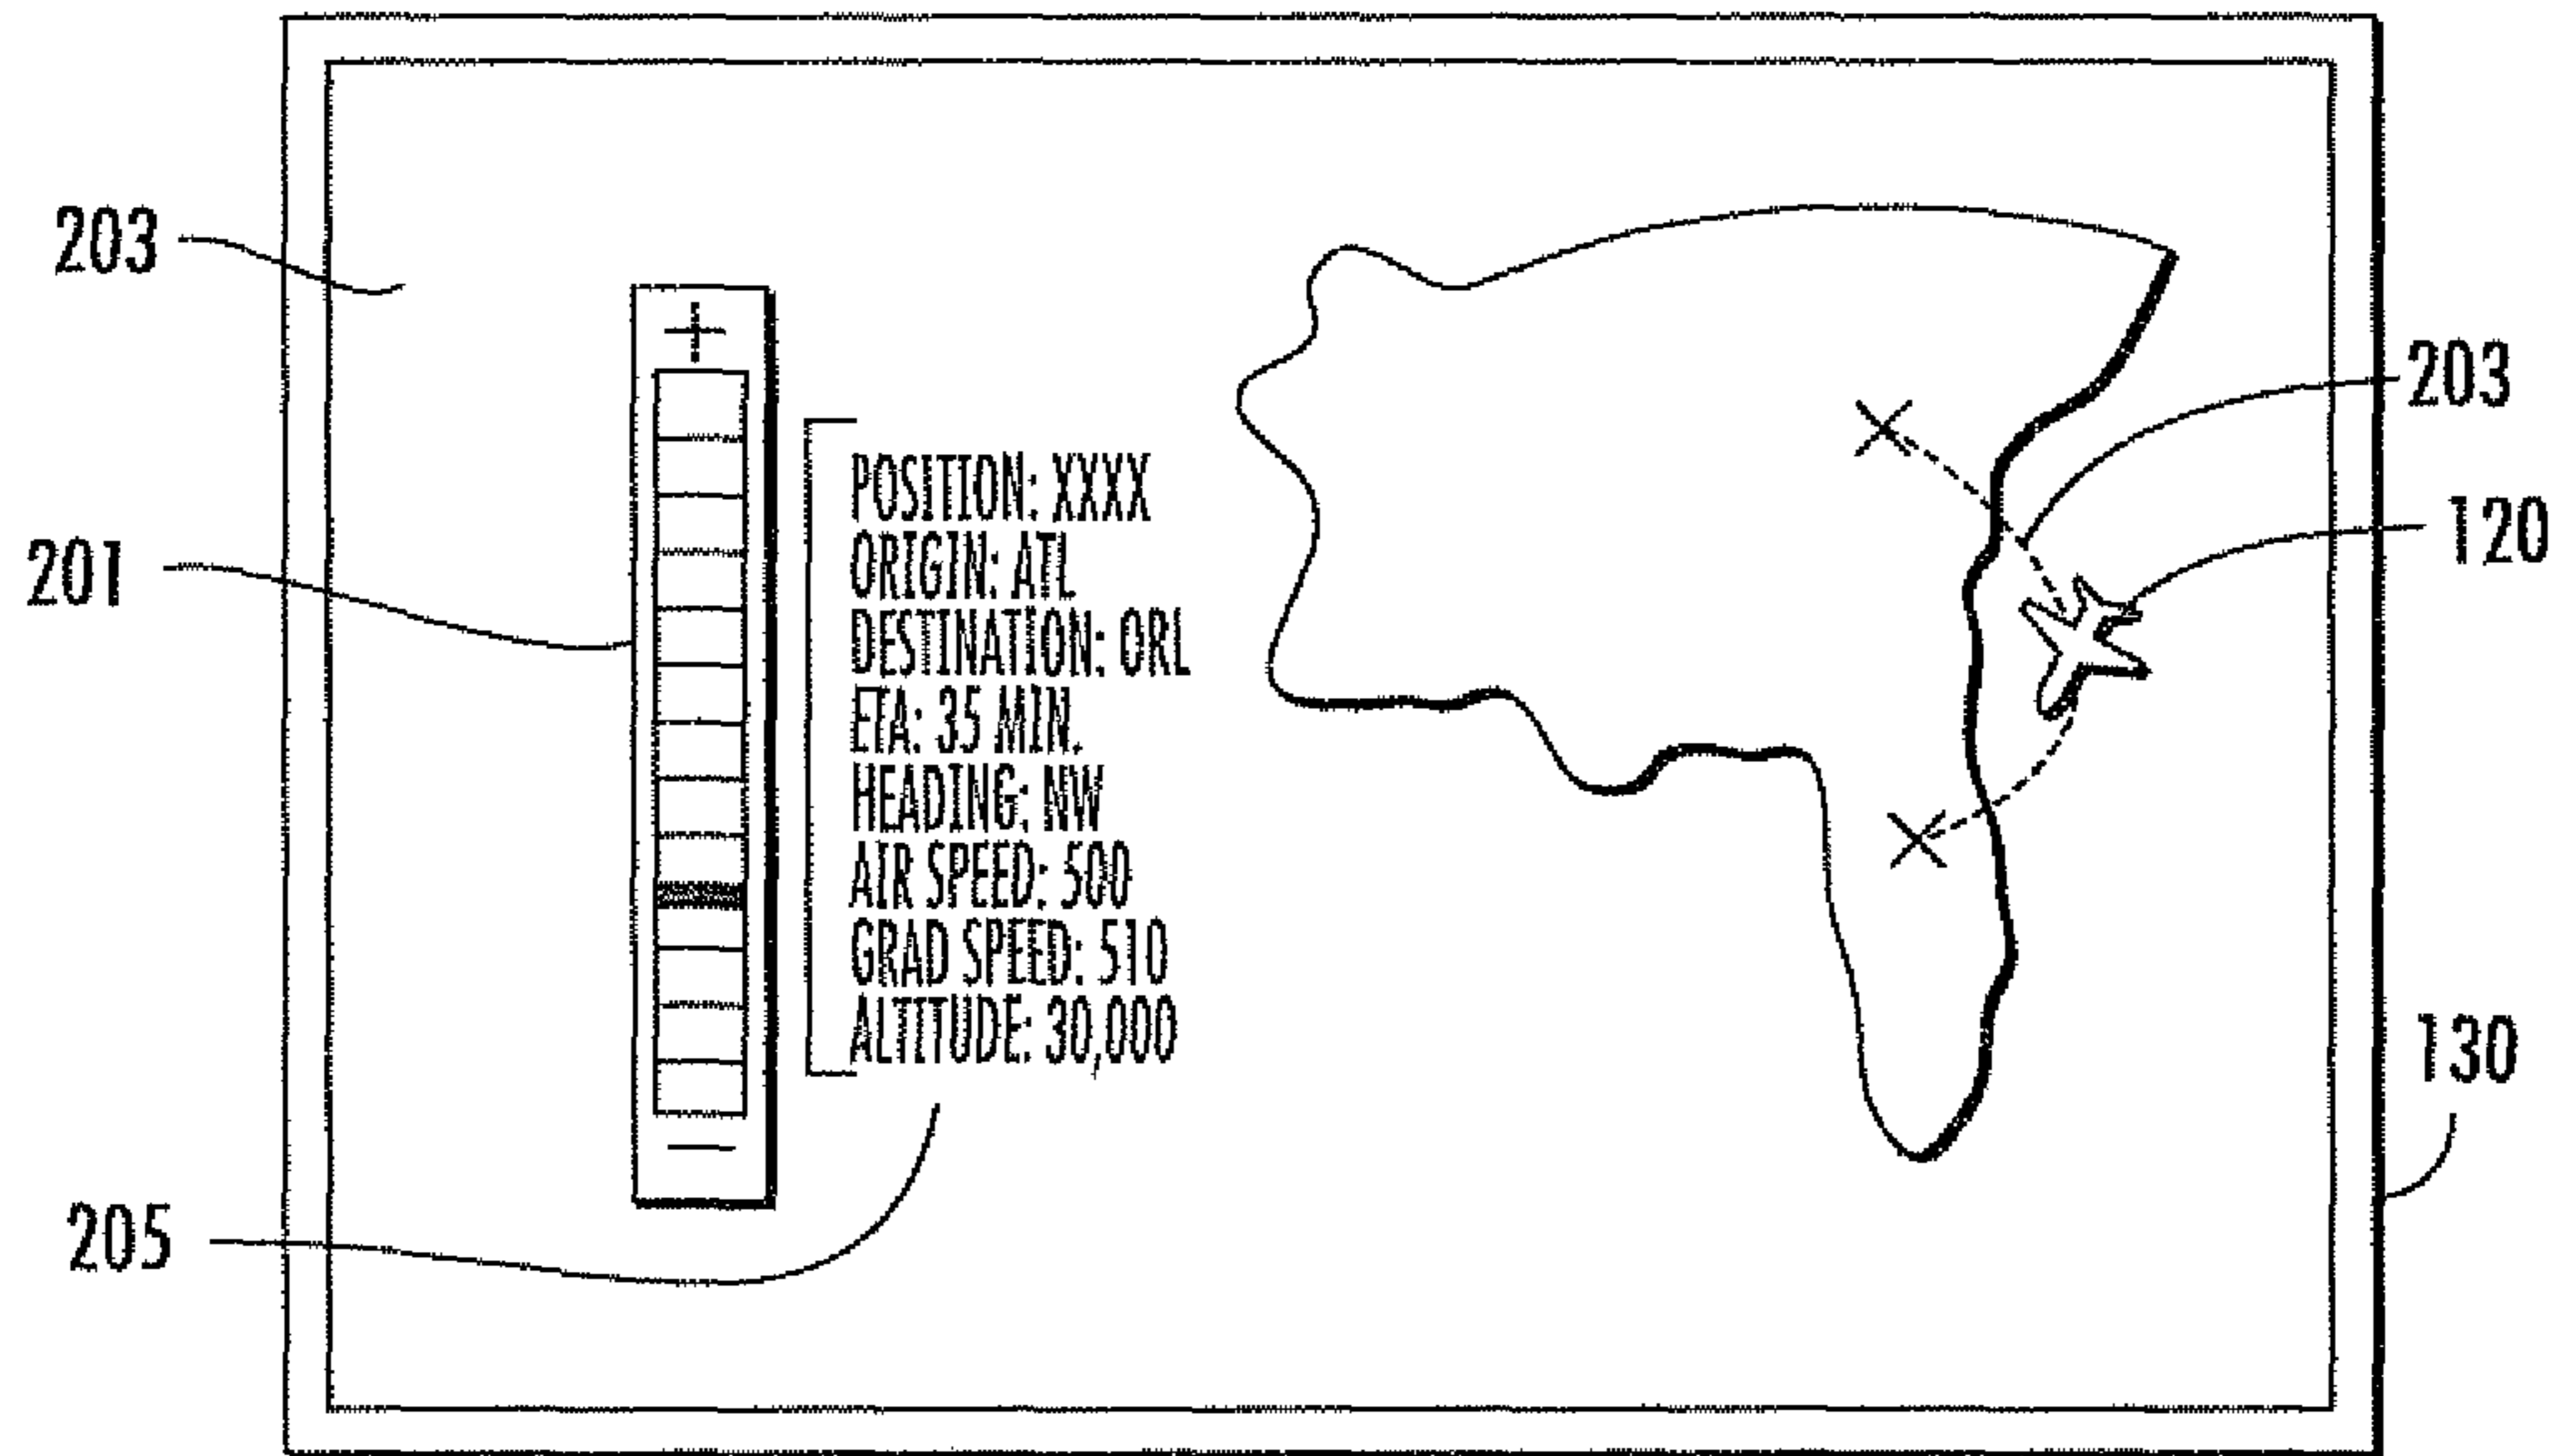 203
+
POSITION: XXXX
203
ORIGIN: ATL
120
201
DESTINATION: ORL
ETA: 35 MIN.
HEADING: NW
AIR SPEED: 500
GRAD SPEED: 510
ALTITUDE: 30,000
130
−
205